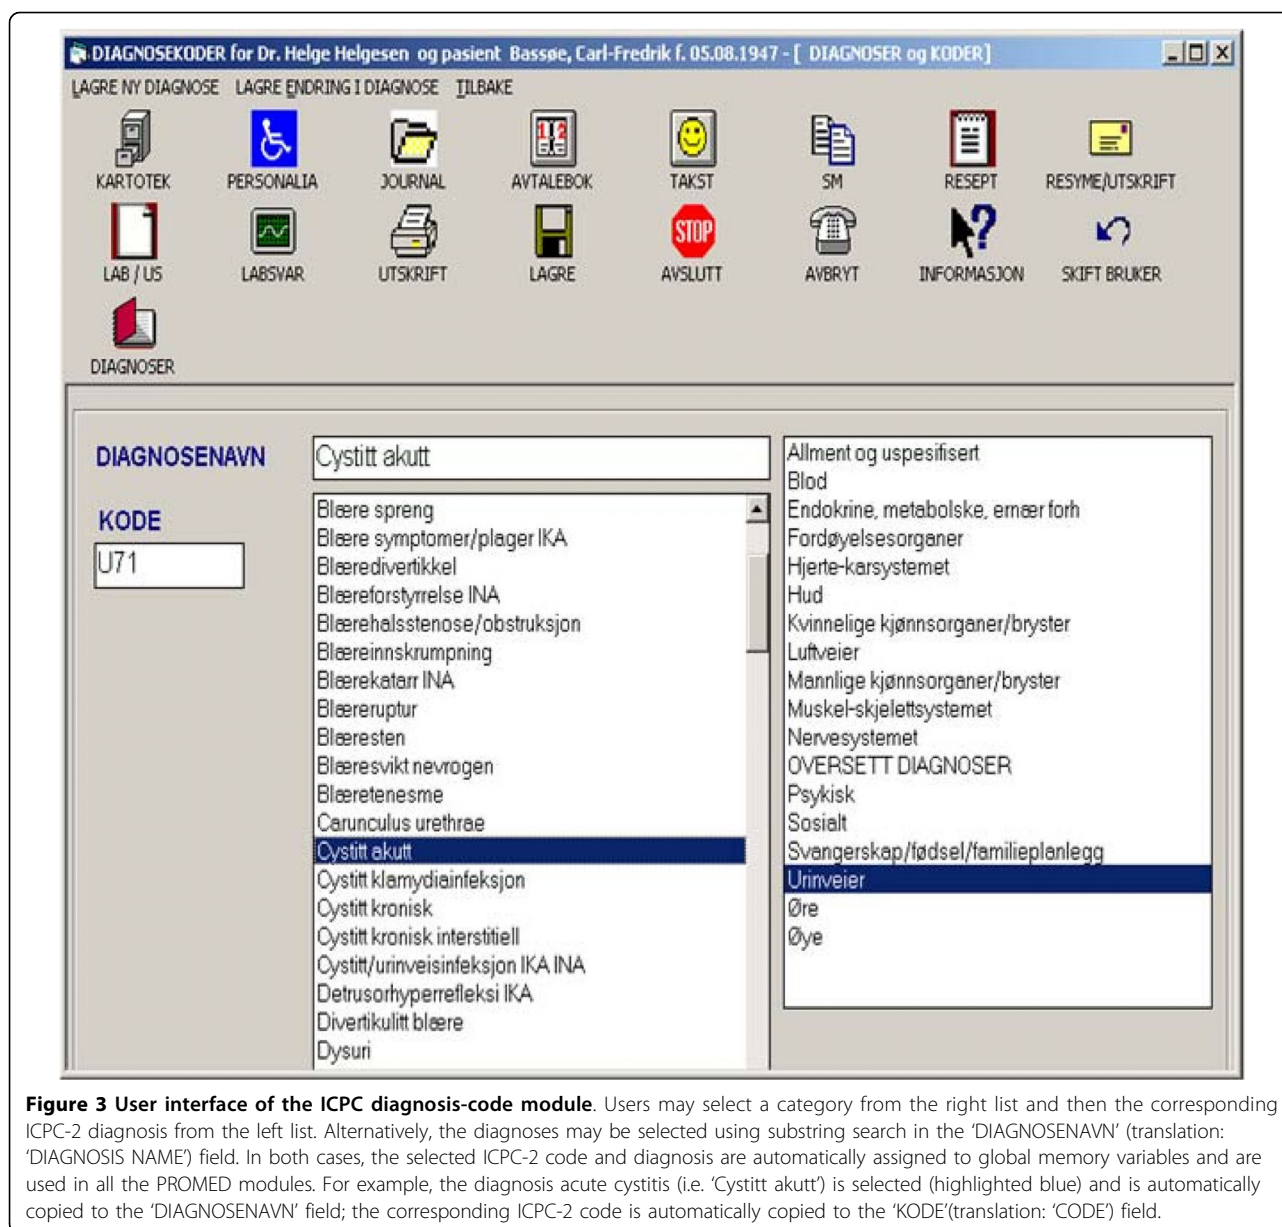 DIAGNOSEKODER for Dr. Helge Helgesen og pasient Bassøe, Carl-Fredrik f. 05.08.1947 - [ DIAGNOSER og KODER]
LAGRE NY DIAGNOSE LAGRE ENDRING I DIAGNOSE TILBAKE
KARTOTEK PERSONALIA JOURNAL AVTALEBOK TAKST SM RESEPT RESYME/UTSKRIFT
STOP
LAB / US LABSVAR UTSKRIFT LAGRE AVSLUTT AVBRYT INFORMASJON SKIFT BRUKER
DIAGNOSER
DIAGNOSENAVN
Cystitt akutt
KODE
U71
Blære spreng
Blære symptomer/plager IKA
Blæredivertikkel
Blæreforstyrrelse INA
Blærehalsstenose/obstruksjon
Blæreinnskrumpning
Blærekatarr INA
Blæreruptur
Blæresten
Blæresvikt nevrogen
Blæretenesme
Carunculus urethrae
Cystitt akutt
Cystitt klamydiainfeksjon
Cystitt kronisk
Cystitt kronisk interstitiell
Cystitt/urinveisinfeksjon IKA INA
Detrusorhyperrefleksi IKA
Divertikulitt blære
Dysuri
Allment og uspesifisert
Blod
Endokrine, metabolske, ernær forh
Fordøyelsesorganer
Hjerte-karsystemet
Hud
Kvinnelige kjønnsorganer/bryster
Luftveier
Mannlige kjønnsorganer/bryster
Muskel-skjelettsystemet
Nervesystemet
OVERSETT DIAGNOSER
Psykisk
Sosialt
Svangerskap/fødsel/familieplanlegg
Urinveier
Øre
Øye
Figure 3 User interface of the ICPC diagnosis-code module. Users may select a category from the right list and then the corresponding
ICPC-2 diagnosis from the left list. Alternatively, the diagnoses may be selected using substring search in the ‘DIAGNOSENAVN’ (translation:
‘DIAGNOSIS NAME’) field. In both cases, the selected ICPC-2 code and diagnosis are automatically assigned to global memory variables and are
used in all the PROMED modules. For example, the diagnosis acute cystitis (i.e. ‘Cystitt akutt’) is selected (highlighted blue) and is automatically
copied to the ‘DIAGNOSENAVN’ field; the corresponding ICPC-2 code is automatically copied to the ‘KODE’(translation: ‘CODE’) field.